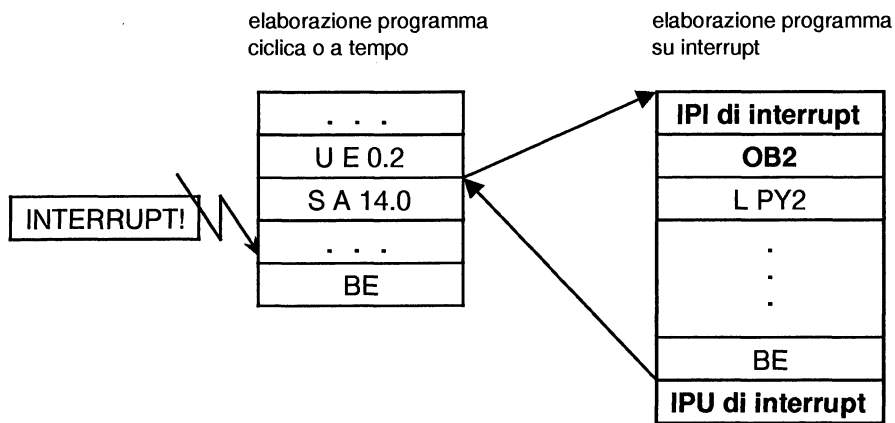 elaborazione programma
ciclica o a tempo
elaborazione programma
su interrupt
INTERRUPT!
. . .
U E 0.2
S A 14.0
. . .
BE
IPI di interrupt
OB2
L PY2
.
.
.
BE
IPU di interrupt